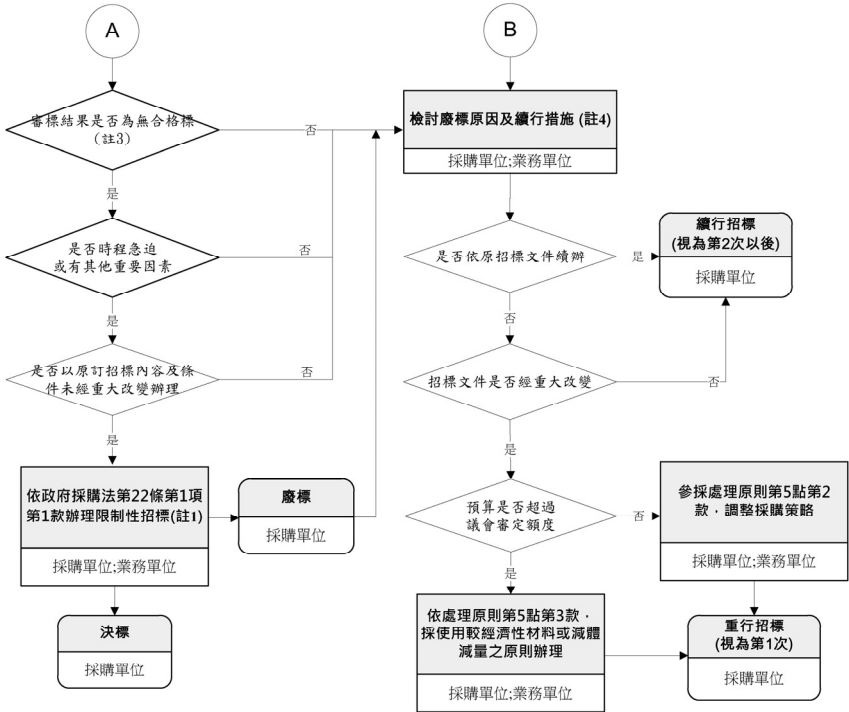 A
審標結果是否為無合格標
(註3)
否
是
是否時程急迫
或有其他重要因素
否
是
是否以原訂招標內容及條
件未經重大改變辦理
否
是
依政府採購法第22條第1項
第1款辦理限制性招標(註1)
採購單位;業務單位
廢標
採購單位
決標
採購單位
B
檢討廢標原因及續行措施 (註4)
採購單位;業務單位
是否依原招標文件續辦
是
續行招標
(視為第2次以後)
採購單位
否
招標文件是否經重大改變
否
是
預算是否超過
議會審定額度
否
參採處理原則第5點第2
款，調整採購策略
採購單位;業務單位
是
依處理原則第5點第3款，
採使用較經濟性材料或減體
減量之原則辦理
採購單位;業務單位
重行招標
(視為第1次)
採購單位